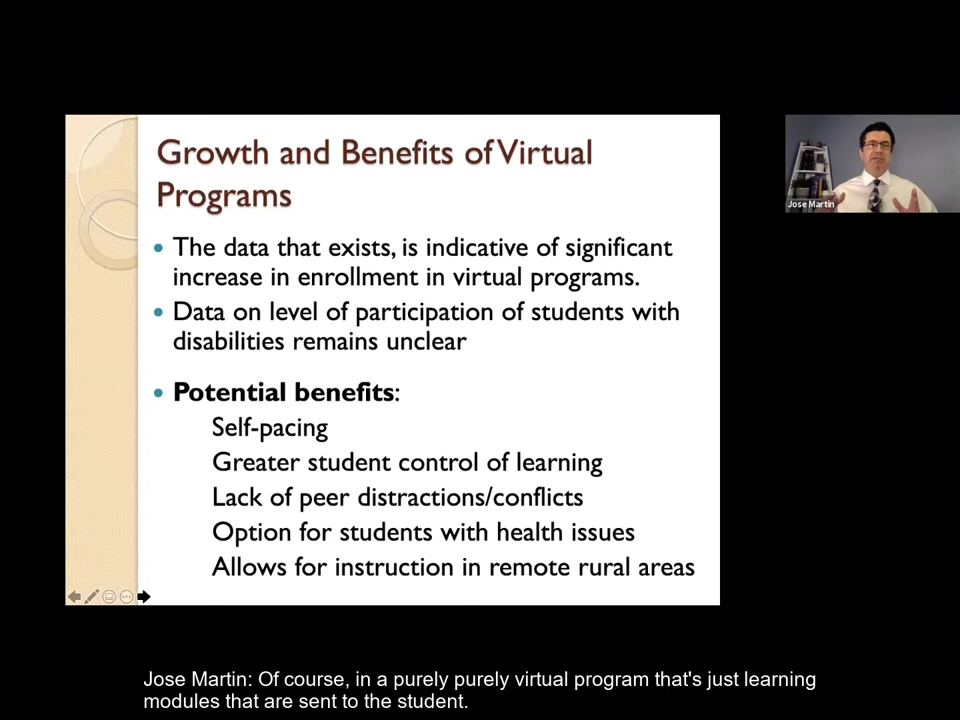 Growth and Benefits of Virtual
Programs
• The data that exists, is indicative of significant
increase in enrollment in virtual programs.
• Data on level of participation of students with
disabilities remains unclear
• Potential benefits:
Self-pacing
Greater student control of learning
Lack of peer distractions/conflicts
Option for students with health issues
Allows for instruction in remote rural areas
Jose Martin
Jose Martin: Of course, in a purely purely virtual program that's just learning
modules that are sent to the student.